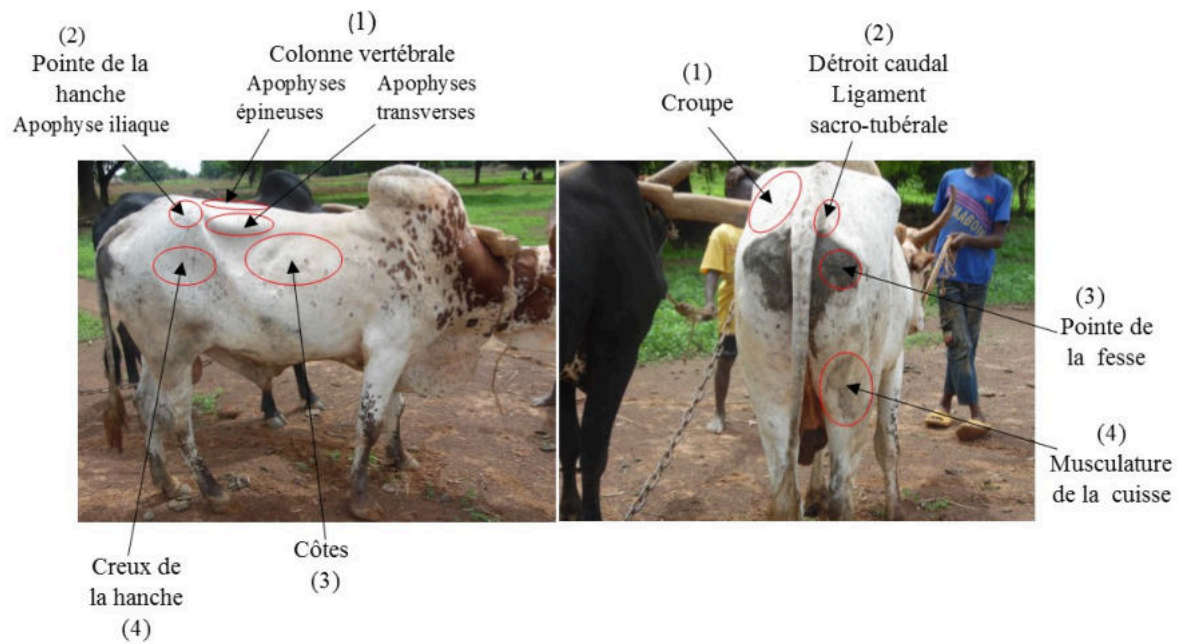 (1)
Colonne vertébrale
Apophyses
épineuses
Apophyses
transverses
(2)
Pointe de la
hanche
Apophyse iliaque
Côtes
(3)
Creux de
la hanche
(4)
(1)
Croupe
(2)
Détroit caudal
Ligament
sacro-tubérale
(3)
Pointe de
la fesse
(4)
Musculature
de la cuisse